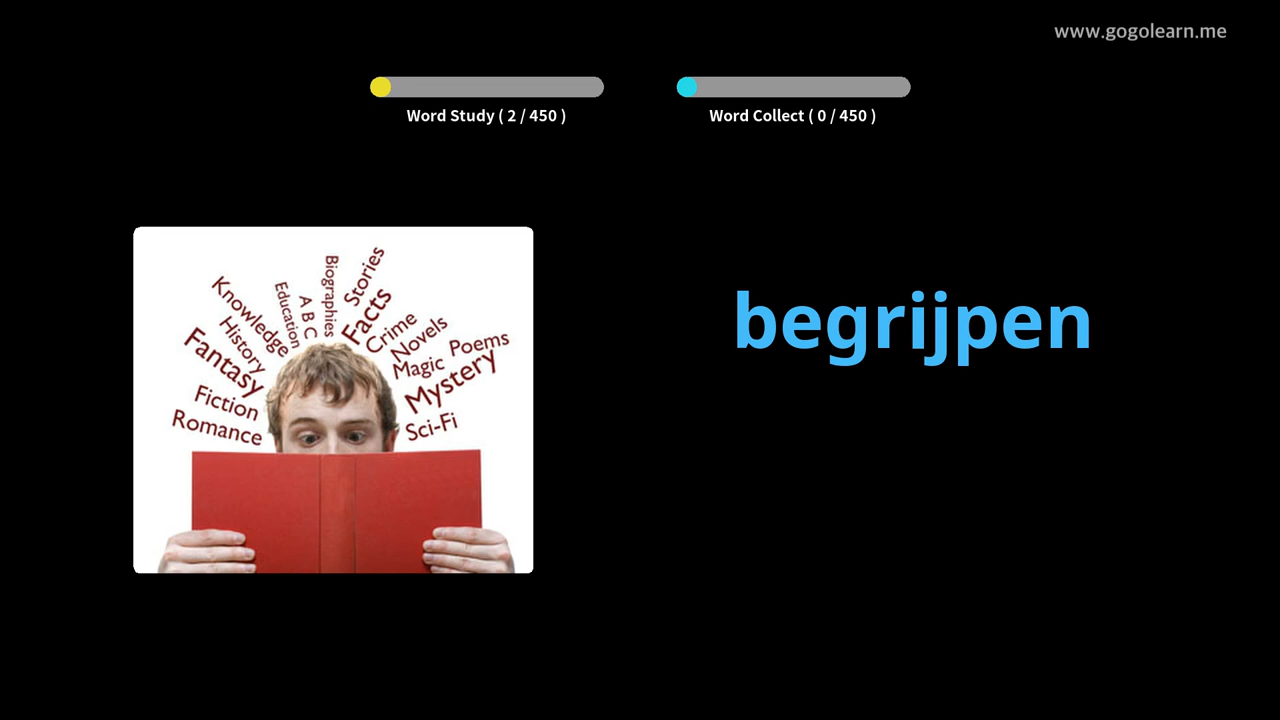 www.gogolearn.me
Word Study ( 2 / 450 )
Word Collect ( 0 / 450 )
begrijpen
Romance
Fiction
Fantasy
History
Knowledge
Education
A B C
Biographies
Stories
Facts
Crime
Novels
Magic
Poems
Mystery
Sci-Fi